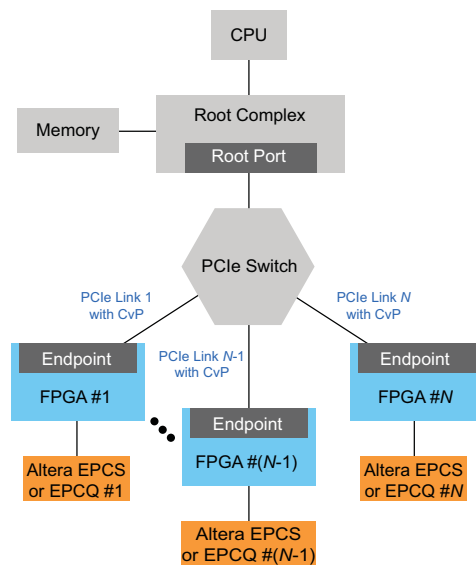 CPU
Root Complex
Memory
Root Port
PCIe Switch
PCIe Link 1
with CvP
PCIe Link N
with CvP
PCIe Link N-1
with CvP
Endpoint
FPGA #1
Endpoint
FPGA #N
Endpoint
FPGA #(N-1)
Altera EPCS
or EPCQ #1
Altera EPCS
or EPCQ #N
Altera EPCS
or EPCQ #(N-1)